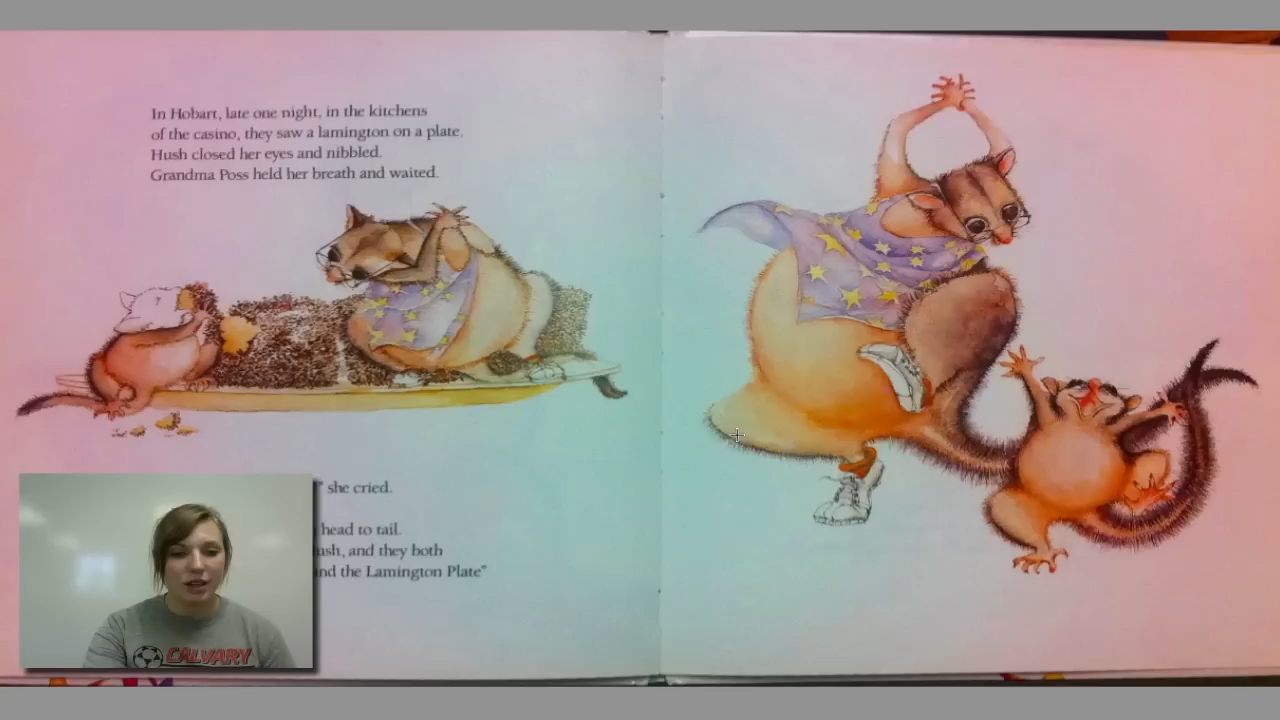 In Hobart, late one night, in the kitchens
of the casino, they saw a lamington on a plate.
Hush closed her eyes and nibbled.
Grandma Poss held her breath and waited.
" she cried.
head to tail.
ush, and they both
nd the Lamington Plate"
CALVARY